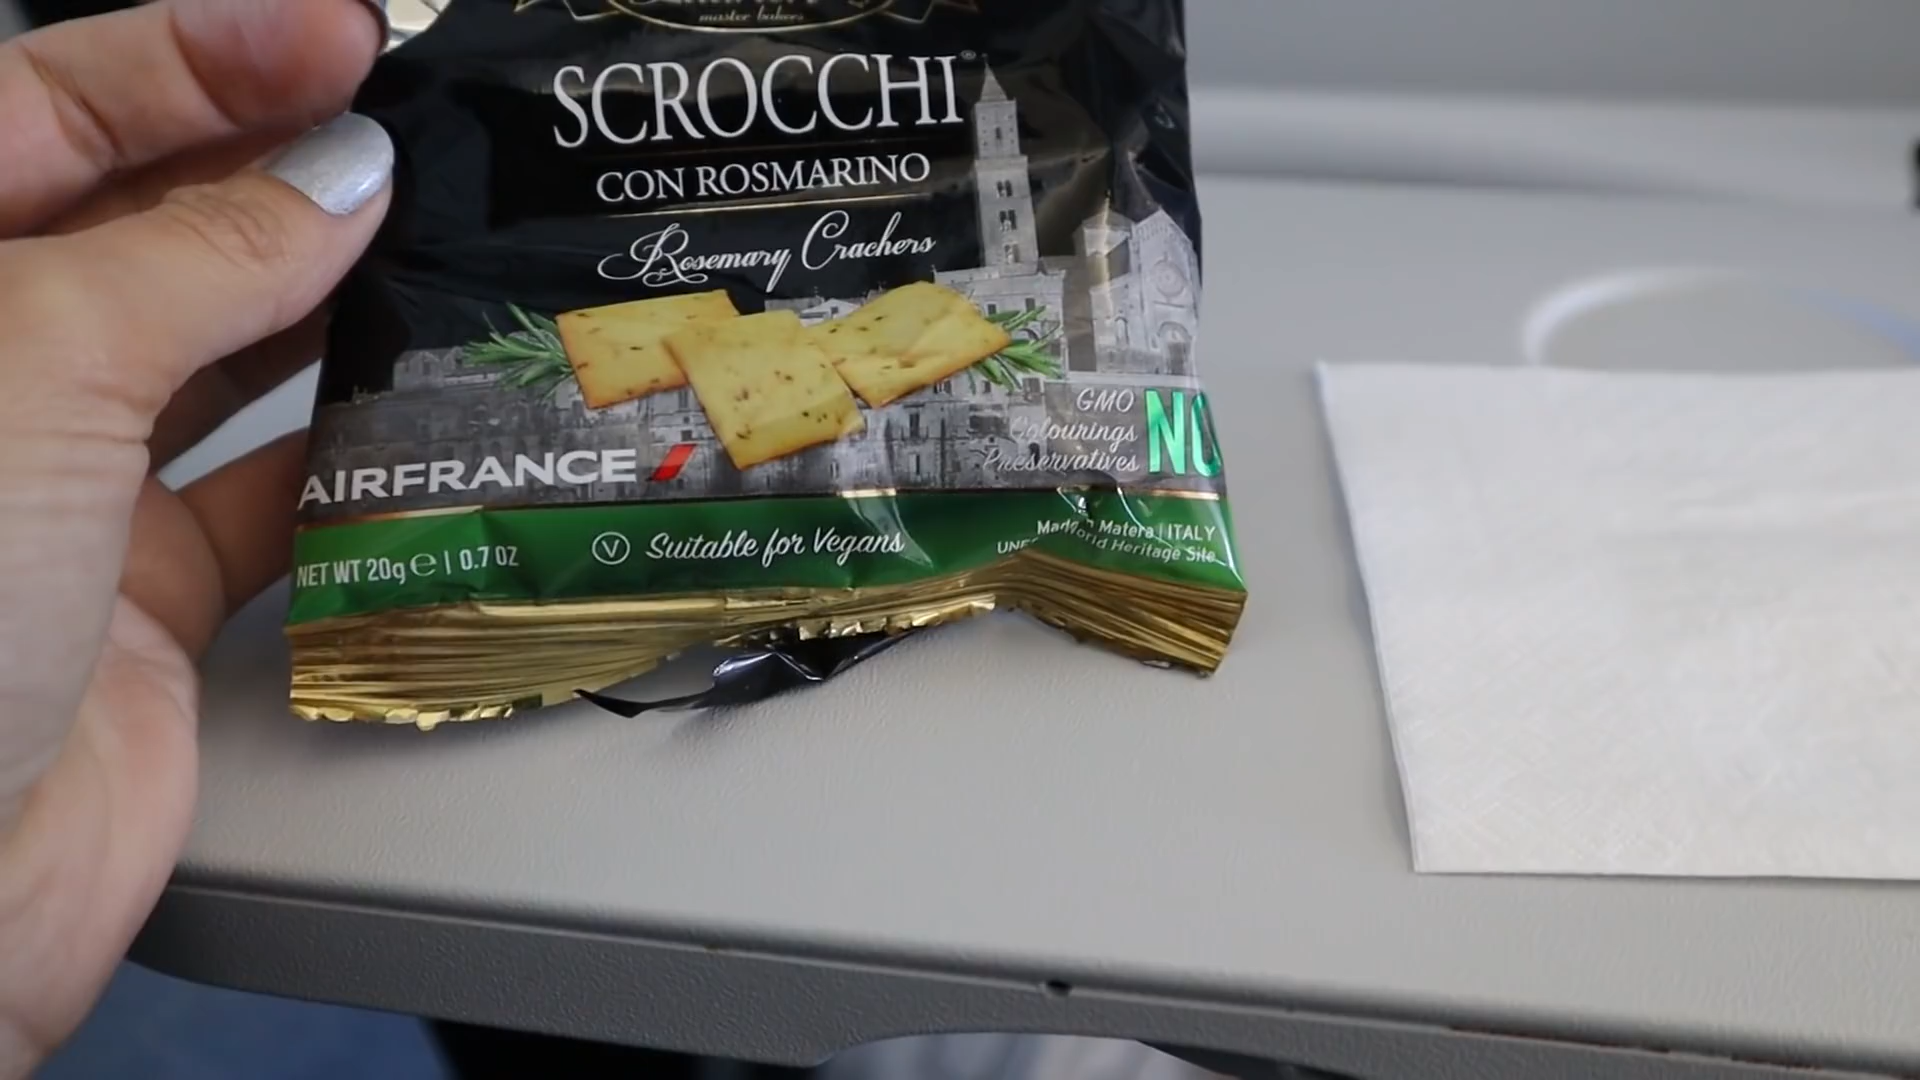 master bakers
SCROCCHI®
CON ROSMARINO
Rosemary Crackers
GMO
Colourings
Preservatives
NO
AIRFRANCE
NET WT 20g ℮ | 0.7 OZ
V Suitable for Vegans
Made Matera | ITALY
World Heritage Site